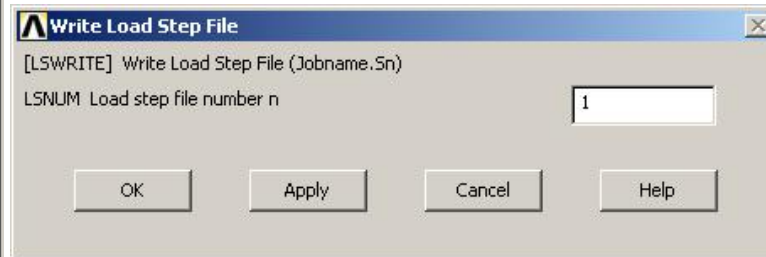 Write Load Step File
[LSWRITE] Write Load Step File (Jobname.Sn)
LSNUM Load step file number n 1
OK Apply Cancel Help